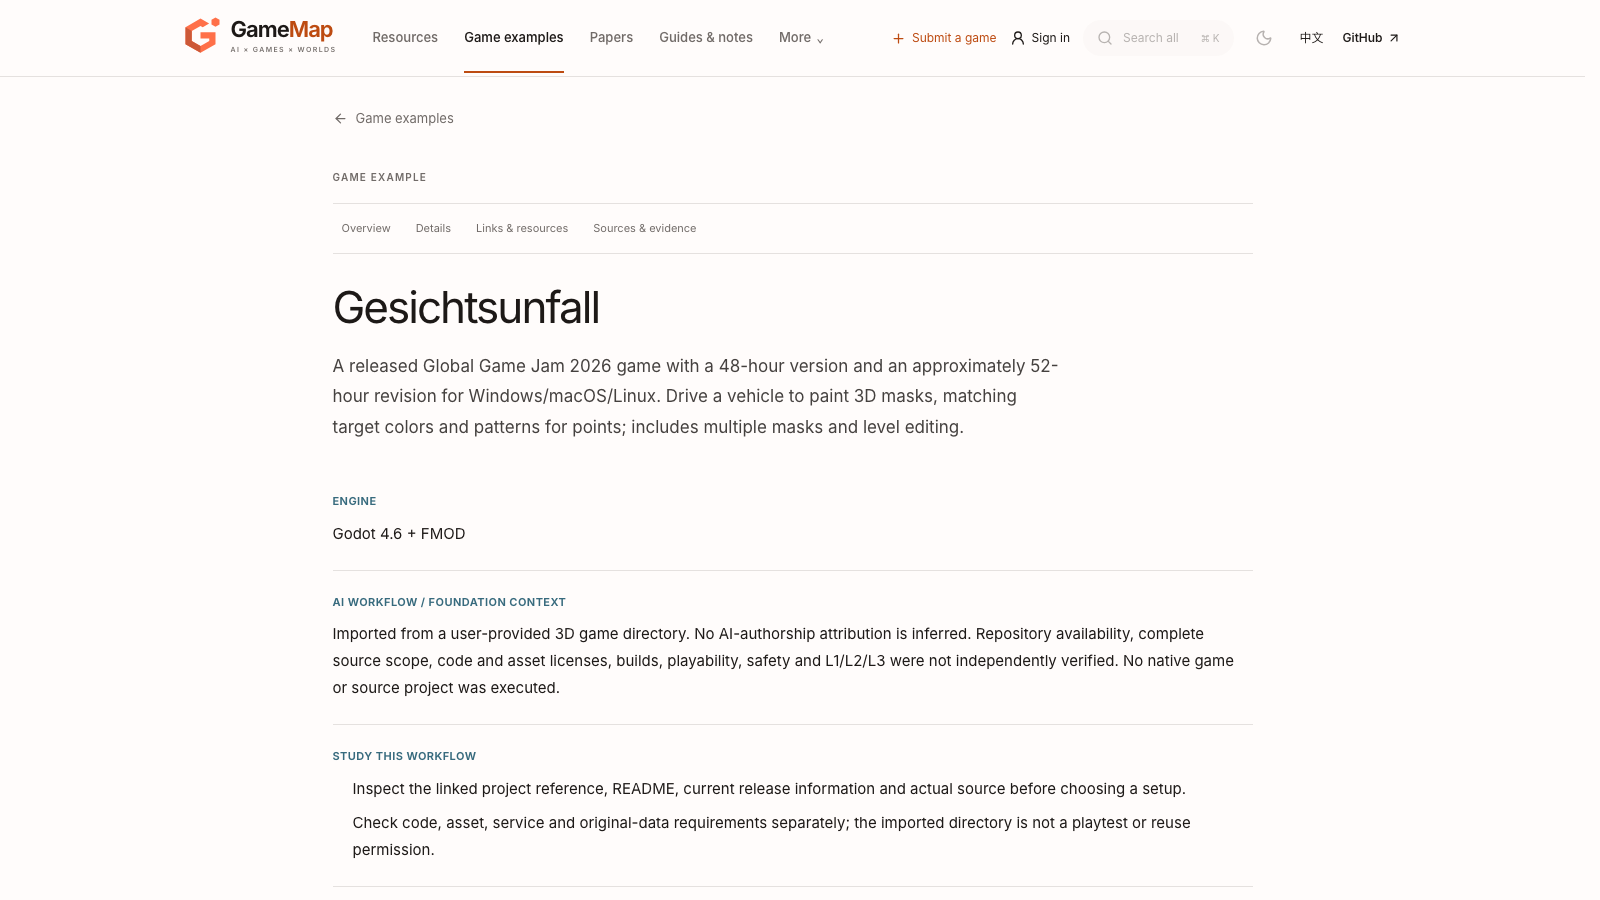 GameMap
AI × GAMES × WORLDS
Resources
Game examples
Papers
Guides & notes
More
Submit a game
Sign in
Search all
⌘ K
中文
GitHub
Game examples
GAME EXAMPLE
Overview
Details
Links & resources
Sources & evidence
Gesichtsunfall
A released Global Game Jam 2026 game with a 48-hour version and an approximately 52-
hour revision for Windows/macOS/Linux. Drive a vehicle to paint 3D masks, matching
target colors and patterns for points; includes multiple masks and level editing.
ENGINE
Godot 4.6 + FMOD
AI WORKFLOW / FOUNDATION CONTEXT
Imported from a user-provided 3D game directory. No AI-authorship attribution is inferred. Repository availability, complete
source scope, code and asset licenses, builds, playability, safety and L1/L2/L3 were not independently verified. No native game
or source project was executed.
STUDY THIS WORKFLOW
Inspect the linked project reference, README, current release information and actual source before choosing a setup.
Check code, asset, service and original-data requirements separately; the imported directory is not a playtest or reuse
permission.